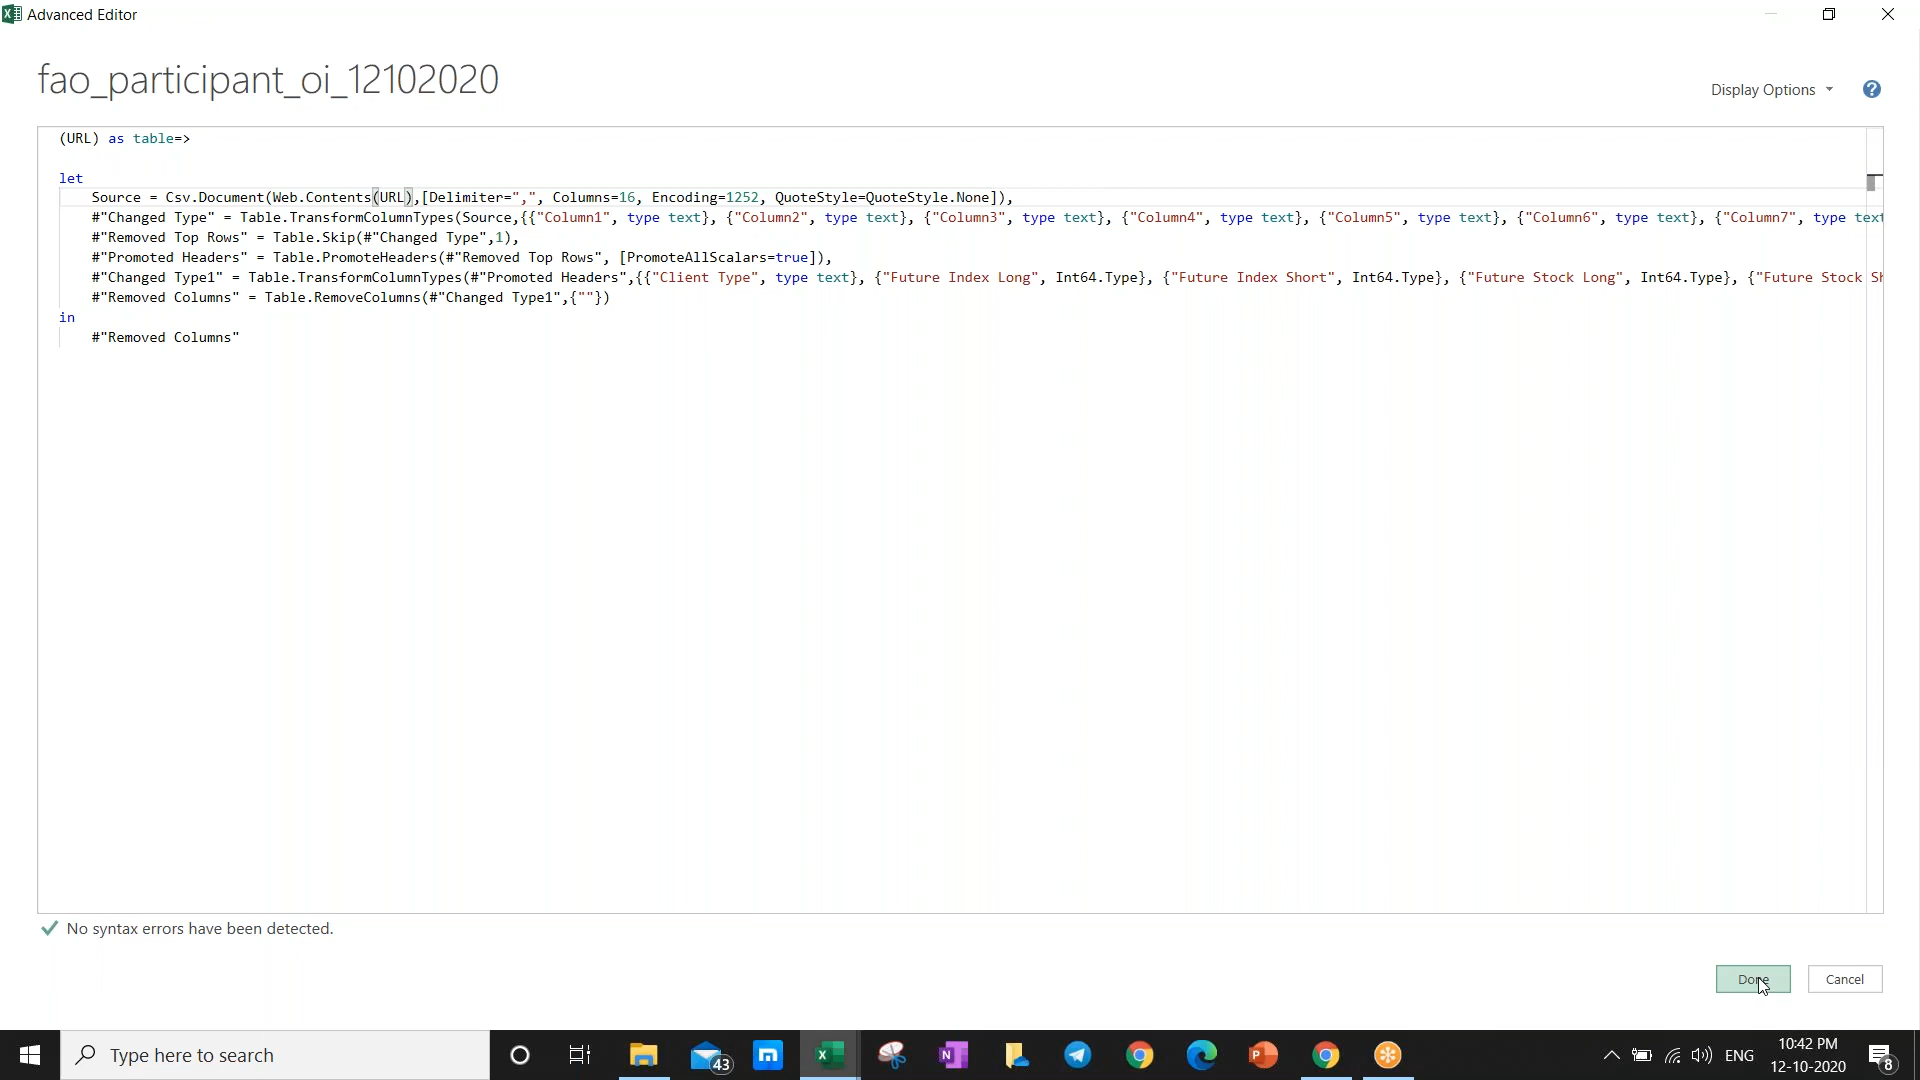 Advanced Editor
fao_participant_oi_12102020
Display Options
?
(URL) as table=>
let
Source = Csv.Document(Web.Contents(URL),[Delimiter=",", Columns=16, Encoding=1252, QuoteStyle=QuoteStyle.None]),
#"Changed Type" = Table.TransformColumnTypes(Source,{{"Column1", type text}, {"Column2", type text}, {"Column3", type text}, {"Column4", type text}, {"Column5", type text}, {"Column6", type text}, {"Column7", type text
#"Removed Top Rows" = Table.Skip(#"Changed Type",1),
#"Promoted Headers" = Table.PromoteHeaders(#"Removed Top Rows", [PromoteAllScalars=true]),
#"Changed Type1" = Table.TransformColumnTypes(#"Promoted Headers",{{"Client Type", type text}, {"Future Index Long", Int64.Type}, {"Future Index Short", Int64.Type}, {"Future Stock Long", Int64.Type}, {"Future Stock Sh
#"Removed Columns" = Table.RemoveColumns(#"Changed Type1",{""})
in
#"Removed Columns"
No syntax errors have been detected.
Done
Cancel
Type here to search
43
ENG
10:42 PM
12-10-2020
8